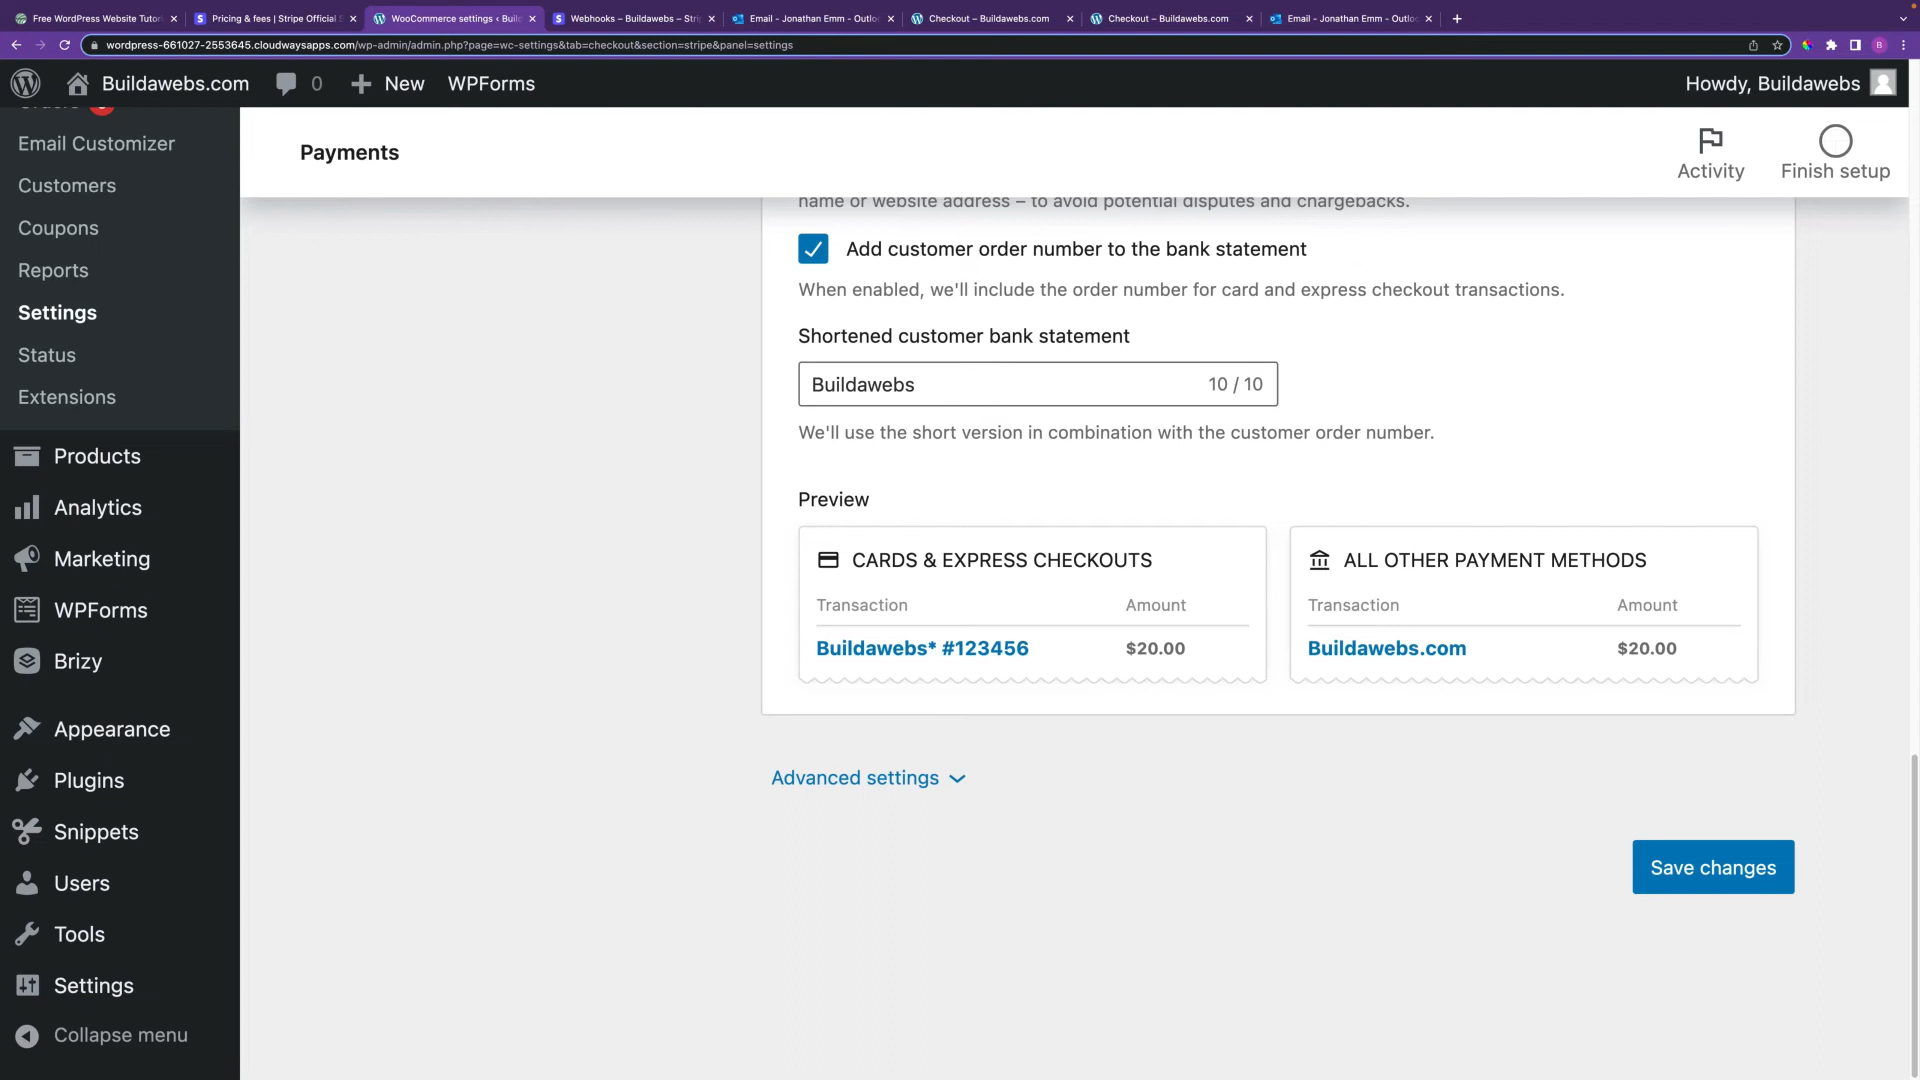 Free WordPress Website Tutori
Pricing & fees | Stripe Official S
WooCommerce settings ‹ Build
Webhooks – Buildawebs – Stri
Email - Jonathan Emm - Outloo
Checkout – Buildawebs.com
Checkout – Buildawebs.com
Email - Jonathan Emm - Outloo
wordpress-661027-2553645.cloudwaysapps.com/wp-admin/admin.php?page=wc-settings&tab=checkout&section=stripe&panel=settings
B
Buildawebs.com
0
New
WPForms
Howdy, Buildawebs
Orders
Email Customizer
Customers
Coupons
Reports
Settings
Status
Extensions
Products
Analytics
Marketing
WPForms
Brizy
Appearance
Plugins
Snippets
Users
Tools
Settings
Collapse menu
Payments
Activity
Finish setup
name or website address – to avoid potential disputes and chargebacks.
Add customer order number to the bank statement
When enabled, we'll include the order number for card and express checkout transactions.
Shortened customer bank statement
Buildawebs 10 / 10
We'll use the short version in combination with the customer order number.
Preview
CARDS & EXPRESS CHECKOUTS
Transaction Amount
Buildawebs* #123456 $20.00
ALL OTHER PAYMENT METHODS
Transaction Amount
Buildawebs.com $20.00
Advanced settings
Save changes